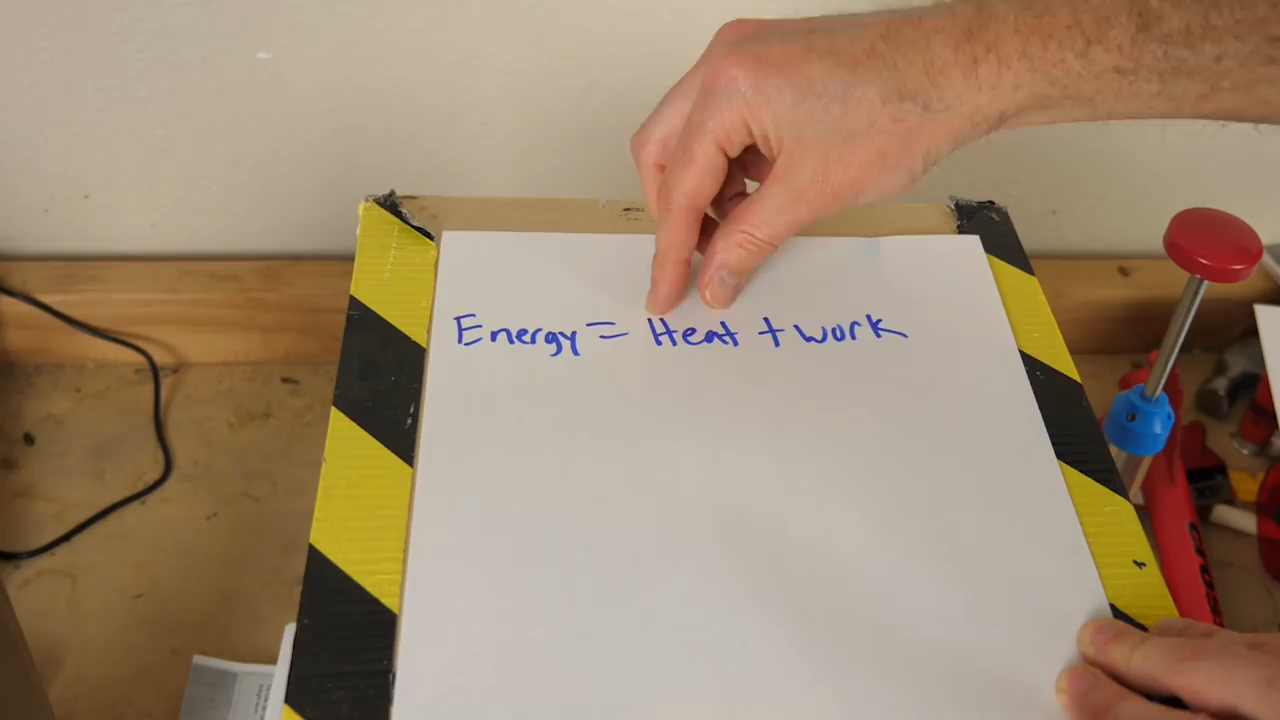 Energy = Heat + work